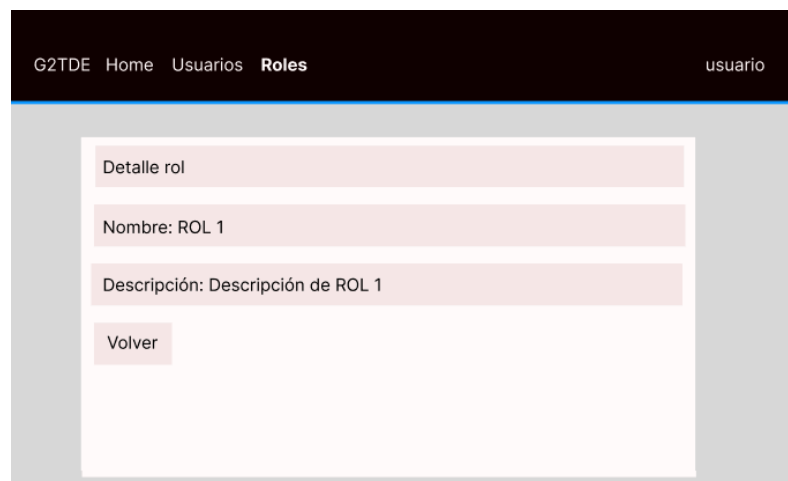 G2TDE Home Usuarios Roles usuario
Detalle rol
Nombre: ROL 1
Descripción: Descripción de ROL 1
Volver